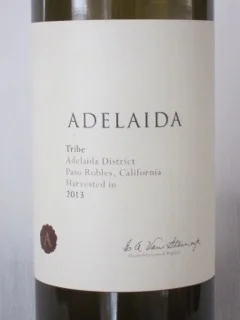 ADELAIDA
Tribe
Adelaida District
Paso Robles, California
Harvested in
2013
A